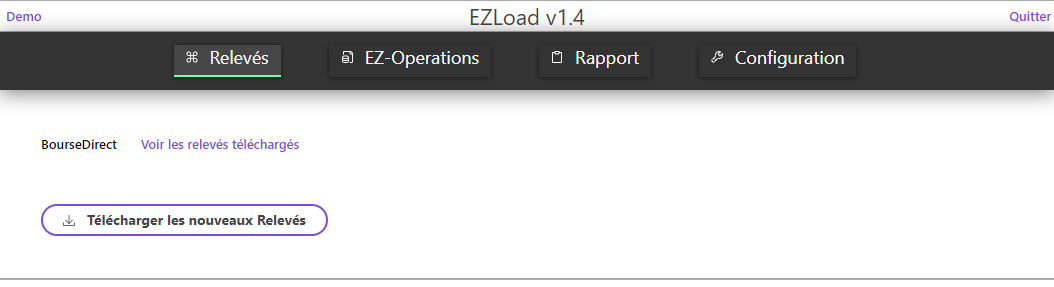 Demo EZLoad v1.4 Quitter
Relevés EZ-Operations Rapport Configuration
BourseDirect Voir les relevés téléchargés
Télécharger les nouveaux Relevés